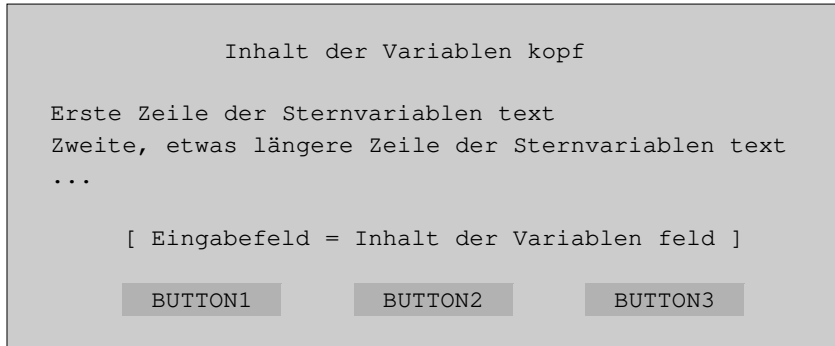 Inhalt der Variablen kopf
Erste Zeile der Sternvariablen text
Zweite, etwas längere Zeile der Sternvariablen text
...
[ Eingabefeld = Inhalt der Variablen feld ]
BUTTON1 BUTTON2 BUTTON3